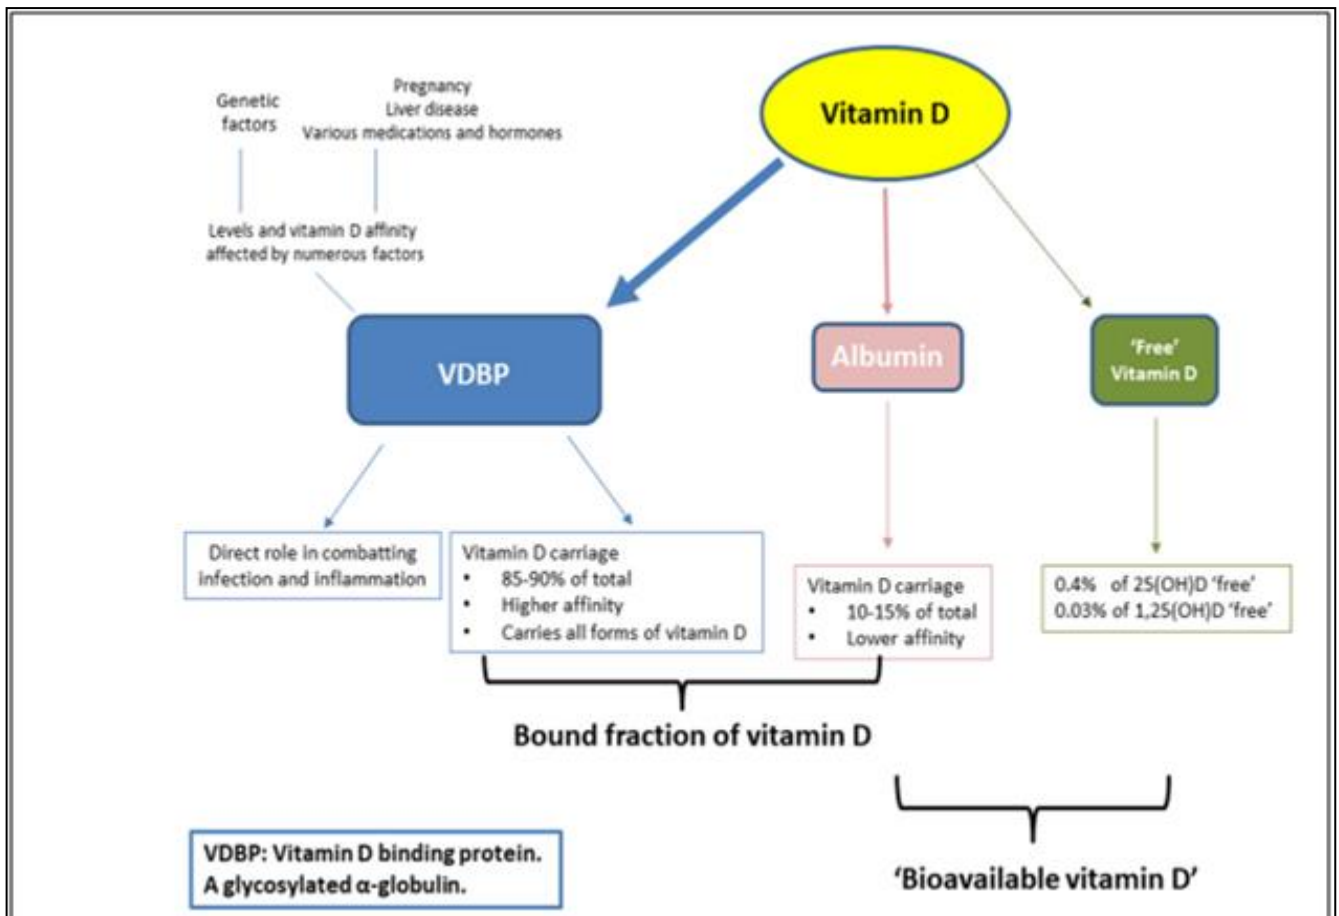 Vitamin D
Genetic
factors
Pregnancy
Liver disease
Various medications and hormones
Levels and vitamin D affinity
affected by numerous factors
VDBP
Albumin
'Free'
Vitamin D
Direct role in combatting
infection and inflammation
Vitamin D carriage
• 85-90% of total
• Higher affinity
• Carries all forms of vitamin D
Vitamin D carriage
• 10-15% of total
• Lower affinity
0.4% of 25(OH)D 'free'
0.03% of 1,25(OH)D 'free'
Bound fraction of vitamin D
'Bioavailable vitamin D'
VDBP: Vitamin D binding protein.
A glycosylated α-globulin.